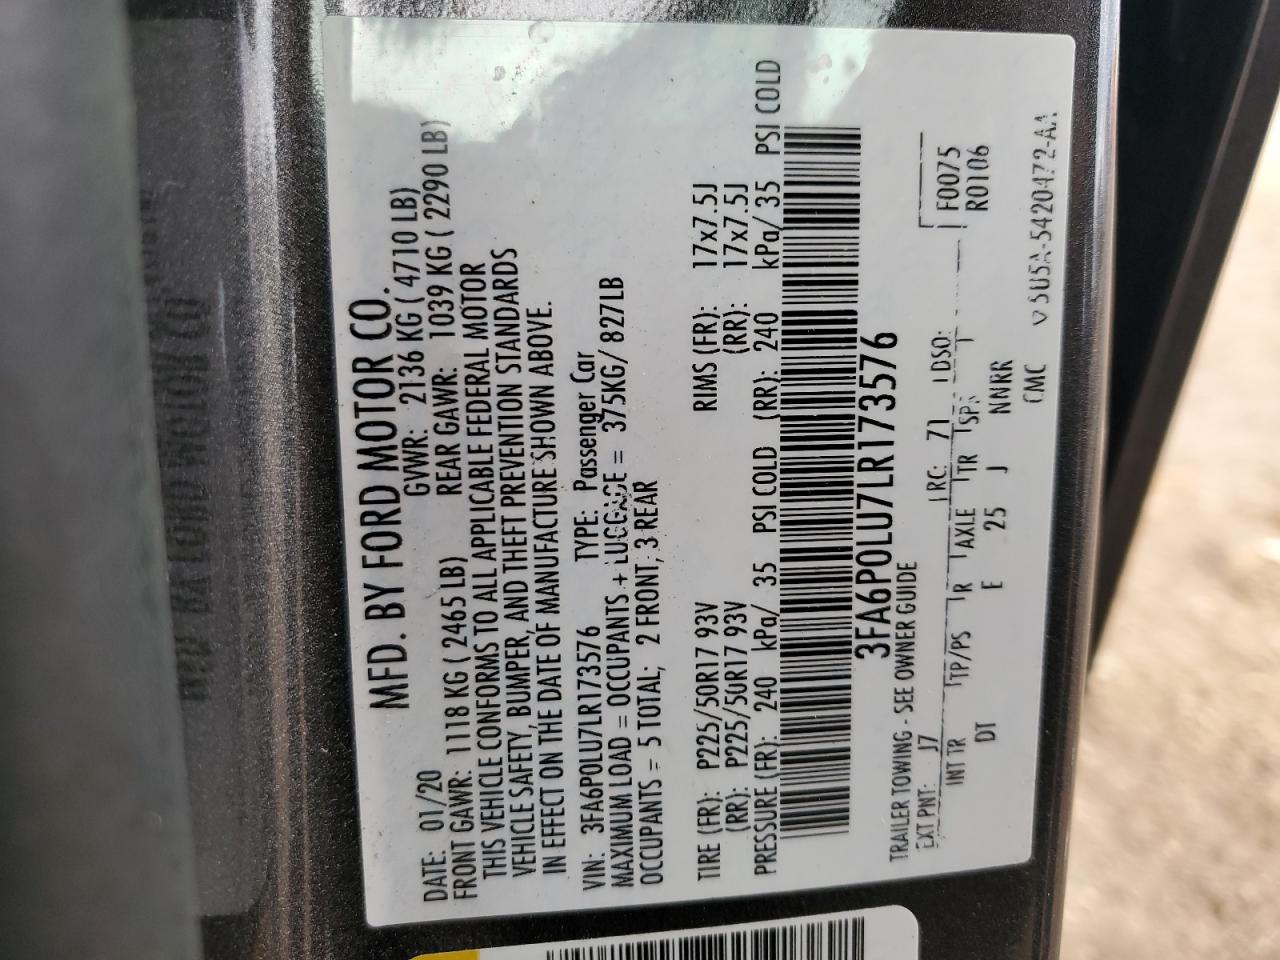 MFD. BY FORD MOTOR CO.
DATE: 01/20 GVWR: 2136 KG ( 4710 LB)
FRONT GAWR: 1118 KG ( 2465 LB) REAR GAWR: 1039 KG ( 2290 LB)
THIS VEHICLE CONFORMS TO ALL APPLICABLE FEDERAL MOTOR
VEHICLE SAFETY, BUMPER, AND THEFT PREVENTION STANDARDS
IN EFFECT ON THE DATE OF MANUFACTURE SHOWN ABOVE.
VIN: 3FA6P0LU7LR173576 TYPE: Passenger Car
MAXIMUM LOAD = OCCUPANTS + LUGGAGE = 375KG/ 827LB
OCCUPANTS = 5 TOTAL; 2 FRONT, 3 REAR
TIRE (FR): P225/50R17 93V RIMS (FR): 17x7.5J
(RR): P225/50R17 93V (RR): 17x7.5J
PRESSURE (FR): 240 kPa/ 35 PSI COLD (RR): 240 kPa/ 35 PSI COLD
3FA6P0LU7LR173576
TRAILER TOWING - SEE OWNER GUIDE
EXT PNT: J7 RC: 71 DSO: F0075
R0106
INT TR TP/PS R AXLE TR SPR
DT E 25 J NNRR
CMC
5U5A-5420472-AA